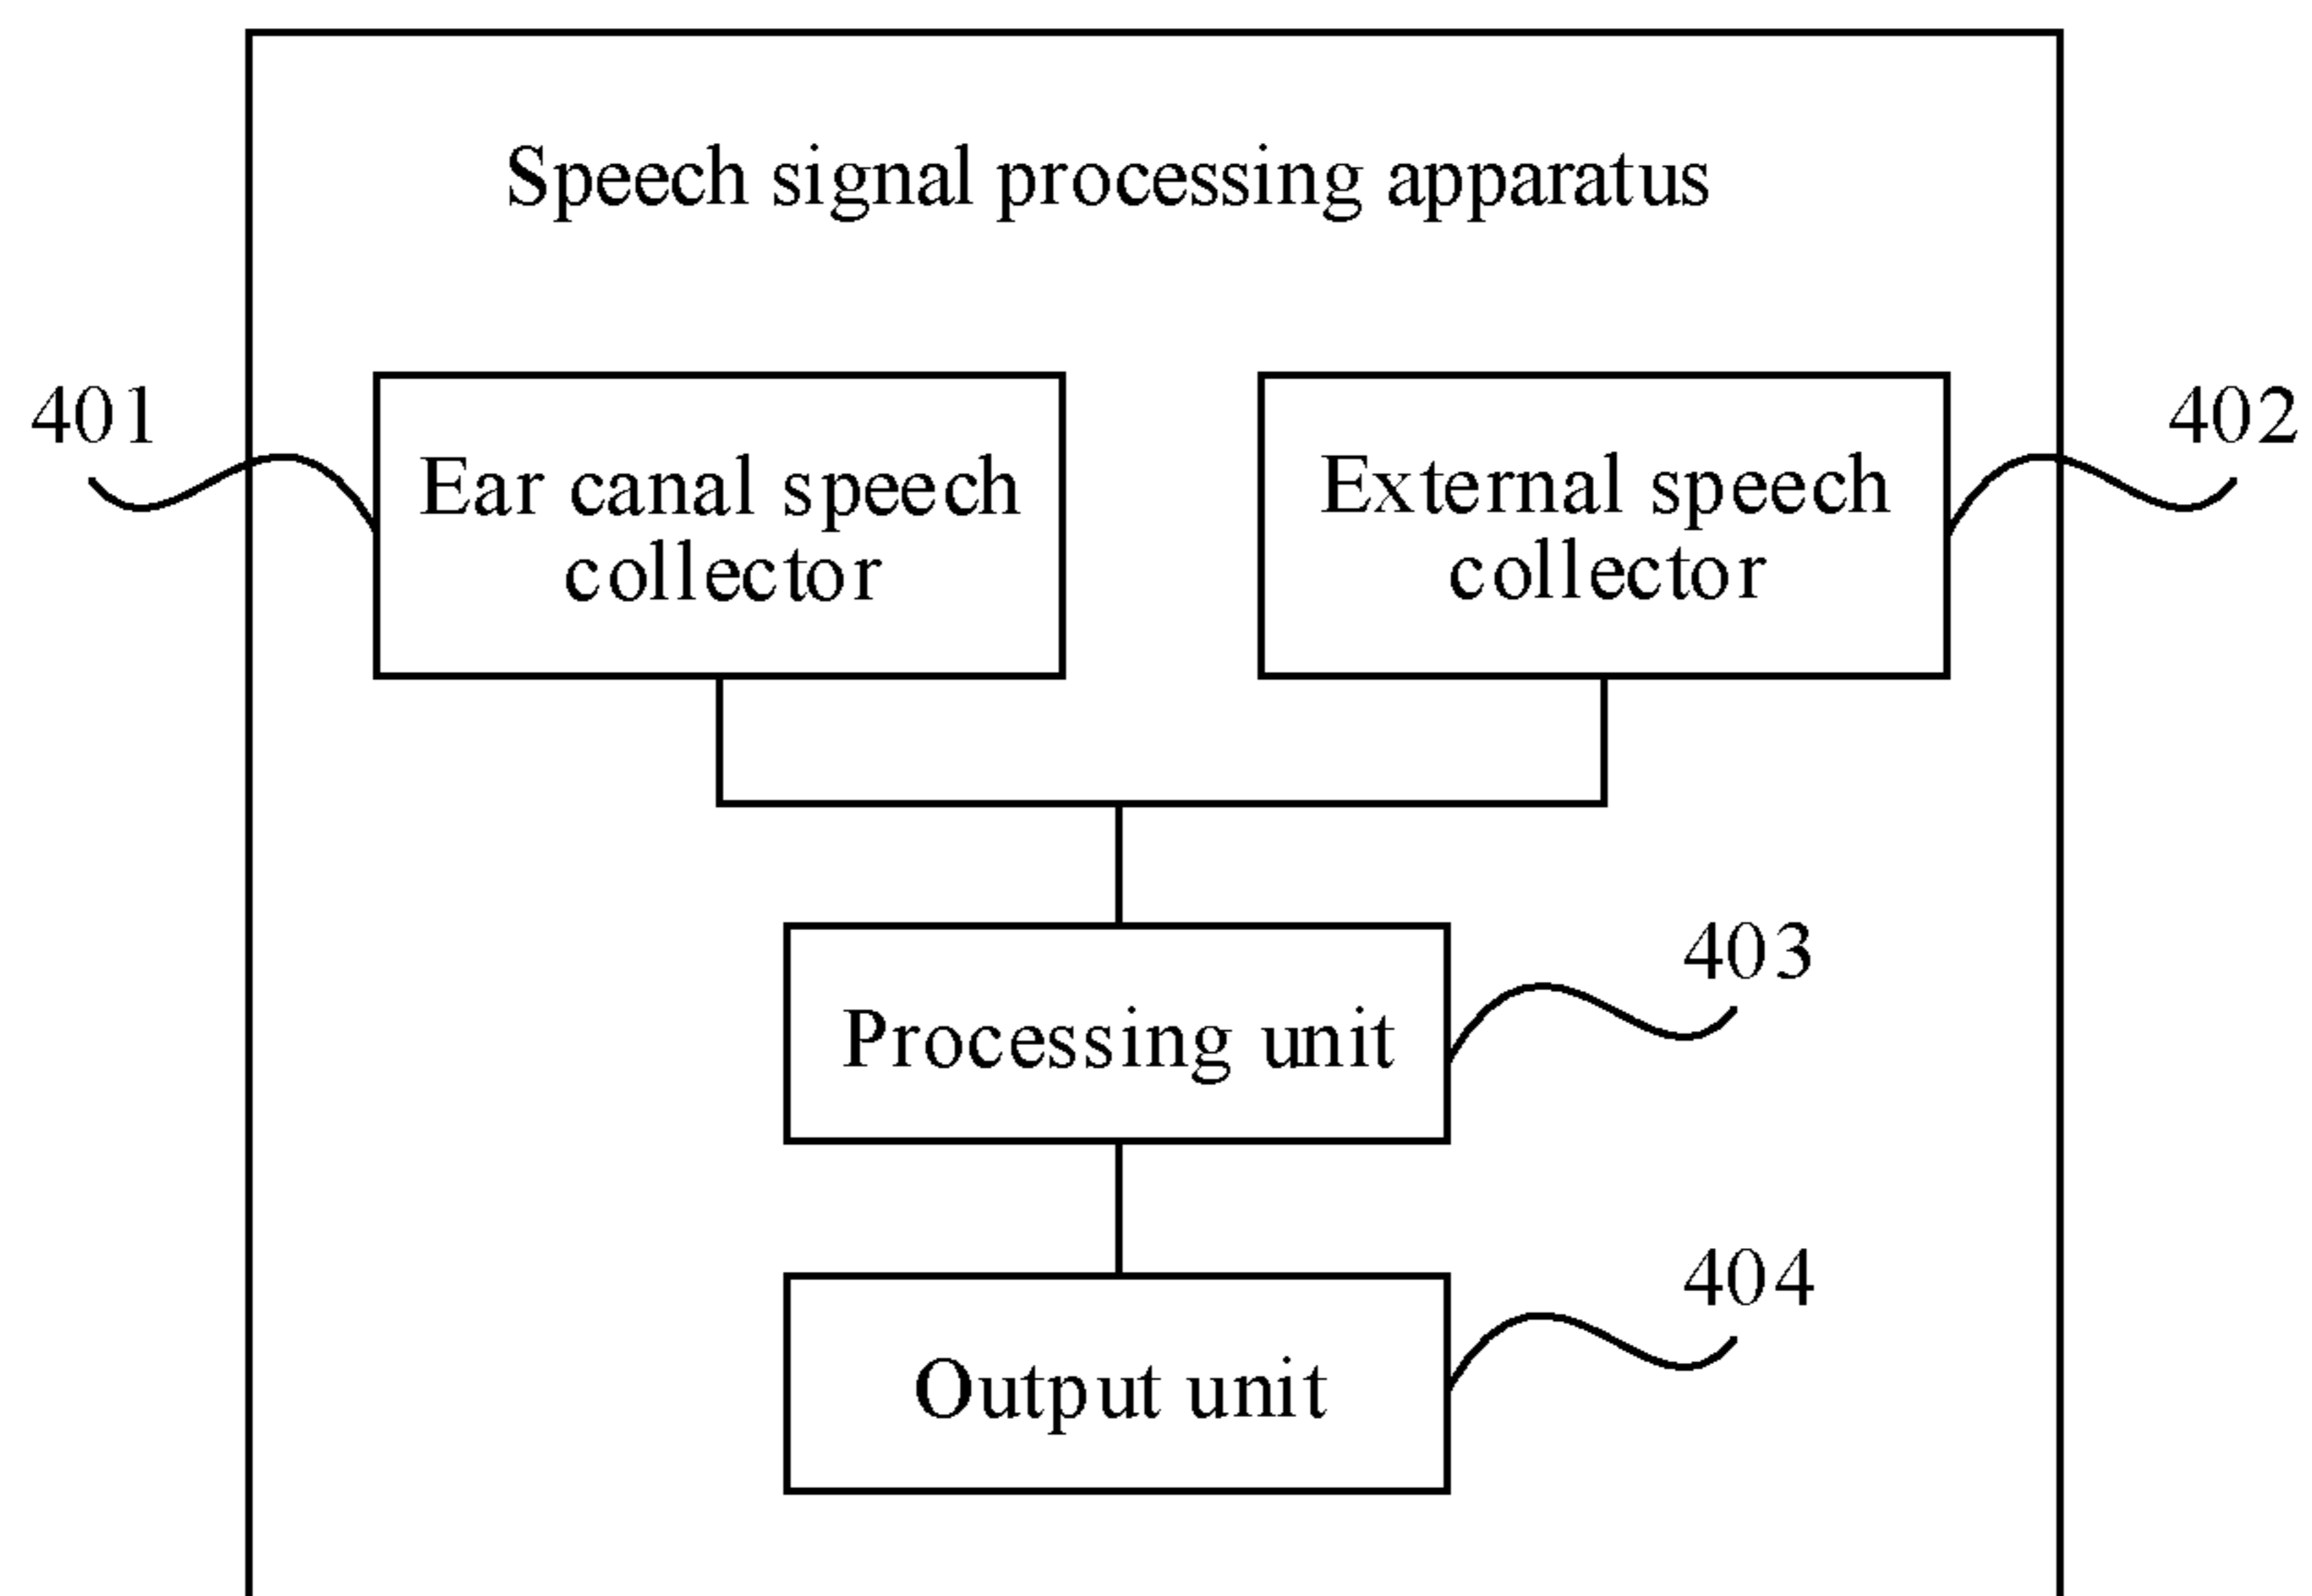 Speech signal processing apparatus
401
402
Ear canal speech
collector
External speech
collector
403
Processing unit
404
Output unit